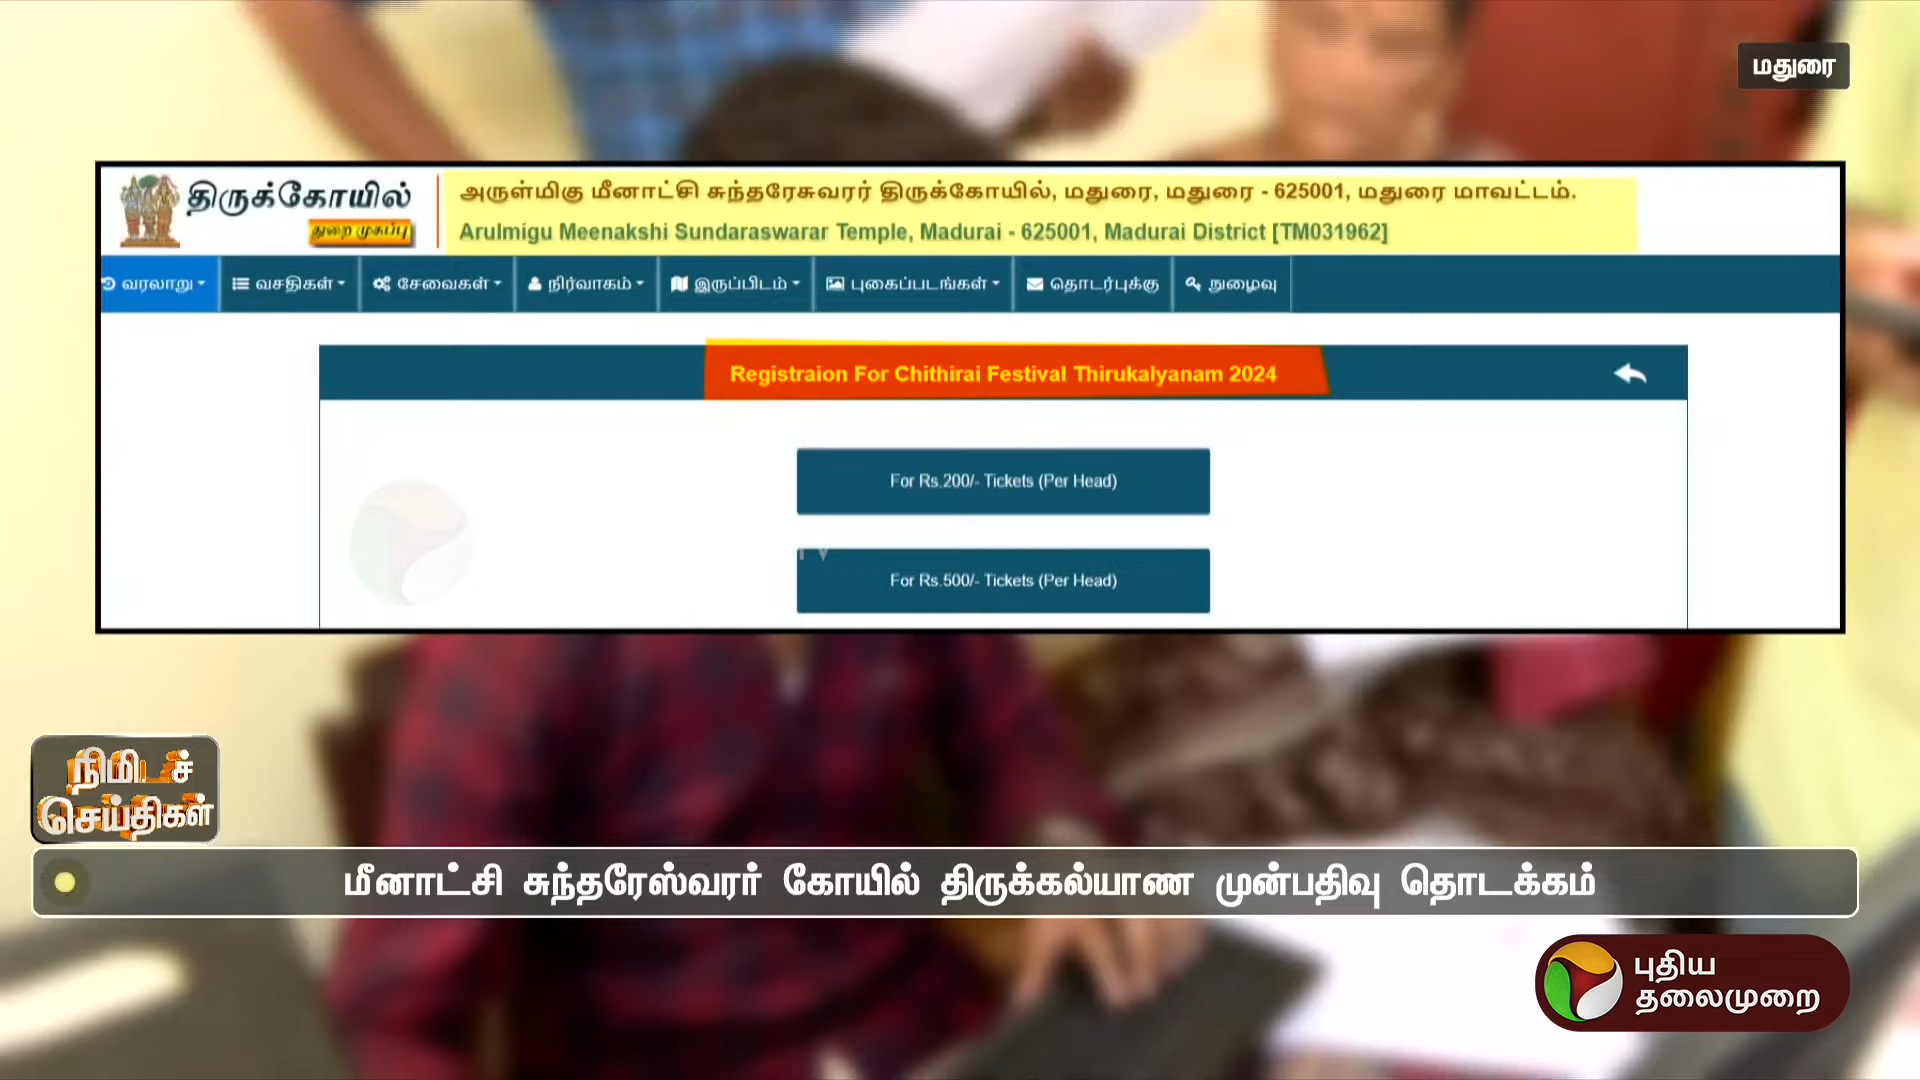 மதுரை
திருக்கோயில்
துறை முகப்பு
அருள்மிகு மீனாட்சி சுந்தரேசுவரர் திருக்கோயில், மதுரை, மதுரை - 625001, மதுரை மாவட்டம்.
Arulmigu Meenakshi Sundaraswarar Temple, Madurai - 625001, Madurai District [TM031962]
வரலாறு வசதிகள் சேவைகள் நிர்வாகம் இருப்பிடம் புகைப்படங்கள் தொடர்புக்கு நுழைவு
Registraion For Chithirai Festival Thirukalyanam 2024
For Rs.200/- Tickets (Per Head)
For Rs.500/- Tickets (Per Head)
நிமிடச்
செய்திகள்
மீனாட்சி சுந்தரேஸ்வரர் கோயில் திருக்கல்யாண முன்பதிவு தொடக்கம்
புதிய
தலைமுறை